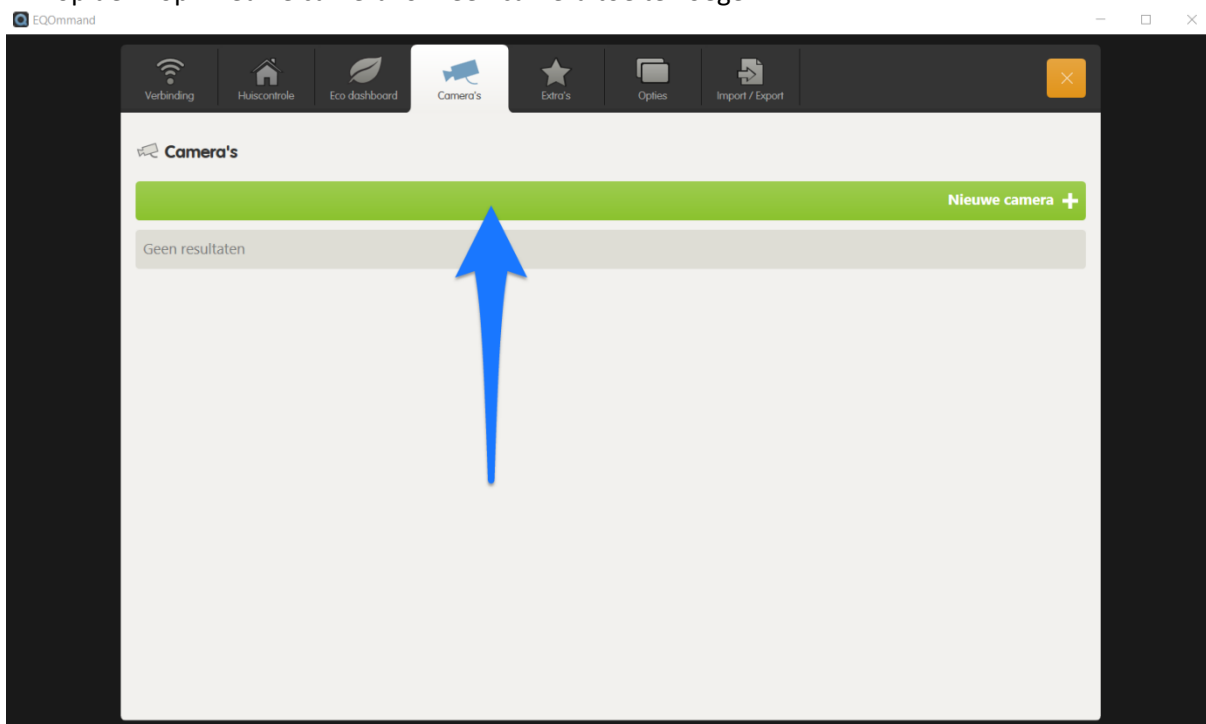 EQOmmand
Verbinding
Huiscontrole
Eco dashboard
Camera's
Extra's
Opties
Import / Export
Camera's
Nieuwe camera
Geen resultaten